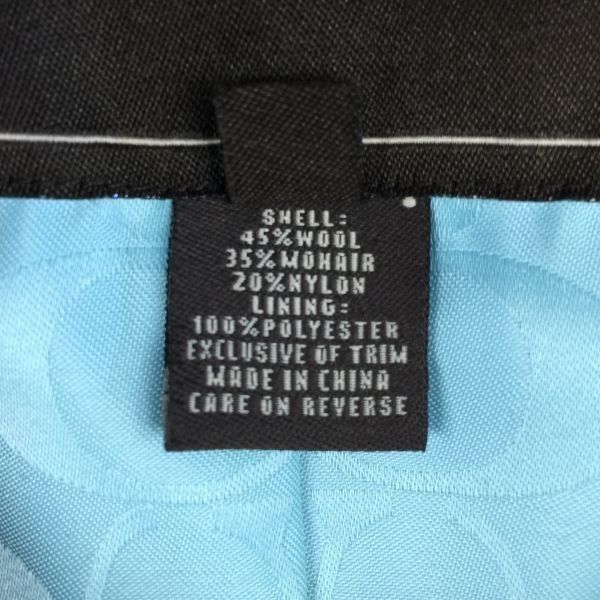 SHELL:
45%WOOL
35%MOHAIR
20%NYLON
LINING:
100%POLYESTER
EXCLUSIVE OF TRIM
MADE IN CHINA
CARE ON REVERSE